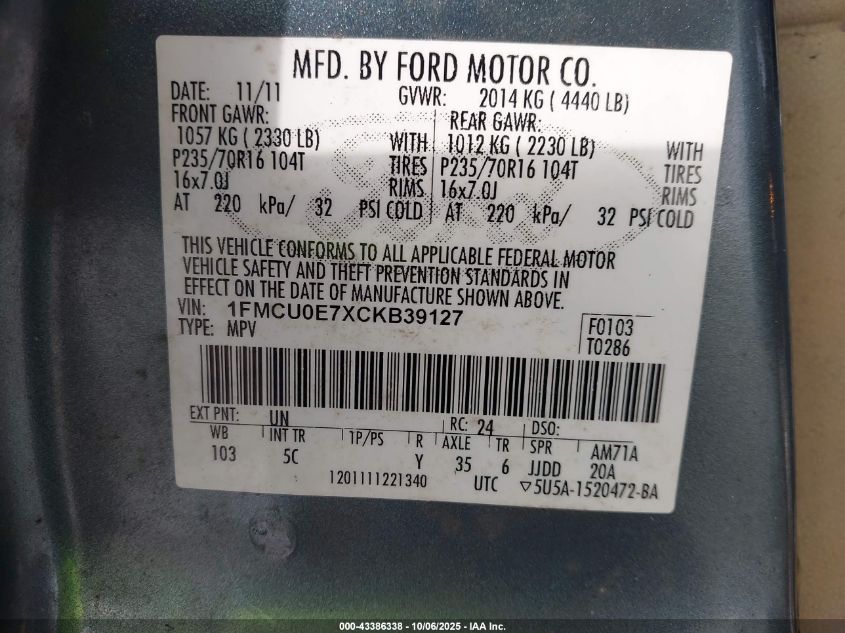 MFD. BY FORD MOTOR CO.
DATE: 11/11 GVWR: 2014 KG ( 4440 LB)
FRONT GAWR: REAR GAWR:
1057 KG ( 2330 LB) WITH 1012 KG ( 2230 LB) WITH
P235/70R16 104T TIRES P235/70R16 104T TIRES
16x7.0J RIMS 16x7.0J RIMS
AT 220 kPa/ 32 PSI COLD AT 220 kPa/ 32 PSI COLD
THIS VEHICLE CONFORMS TO ALL APPLICABLE FEDERAL MOTOR
VEHICLE SAFETY AND THEFT PREVENTION STANDARDS IN
EFFECT ON THE DATE OF MANUFACTURE SHOWN ABOVE.
VIN: 1FMCU0E7XCKB39127 F0103
TYPE: MPV T0286
EXT PNT: UN RC: 24 DSO:
WB INT TR TP/PS R AXLE TR SPR AM71A
103 5C Y 35 6 JJDD 20A
1201111221340 UTC ▽5U5A-1520472-BA
000-43386338 - 10/06/2025 - IAA Inc.